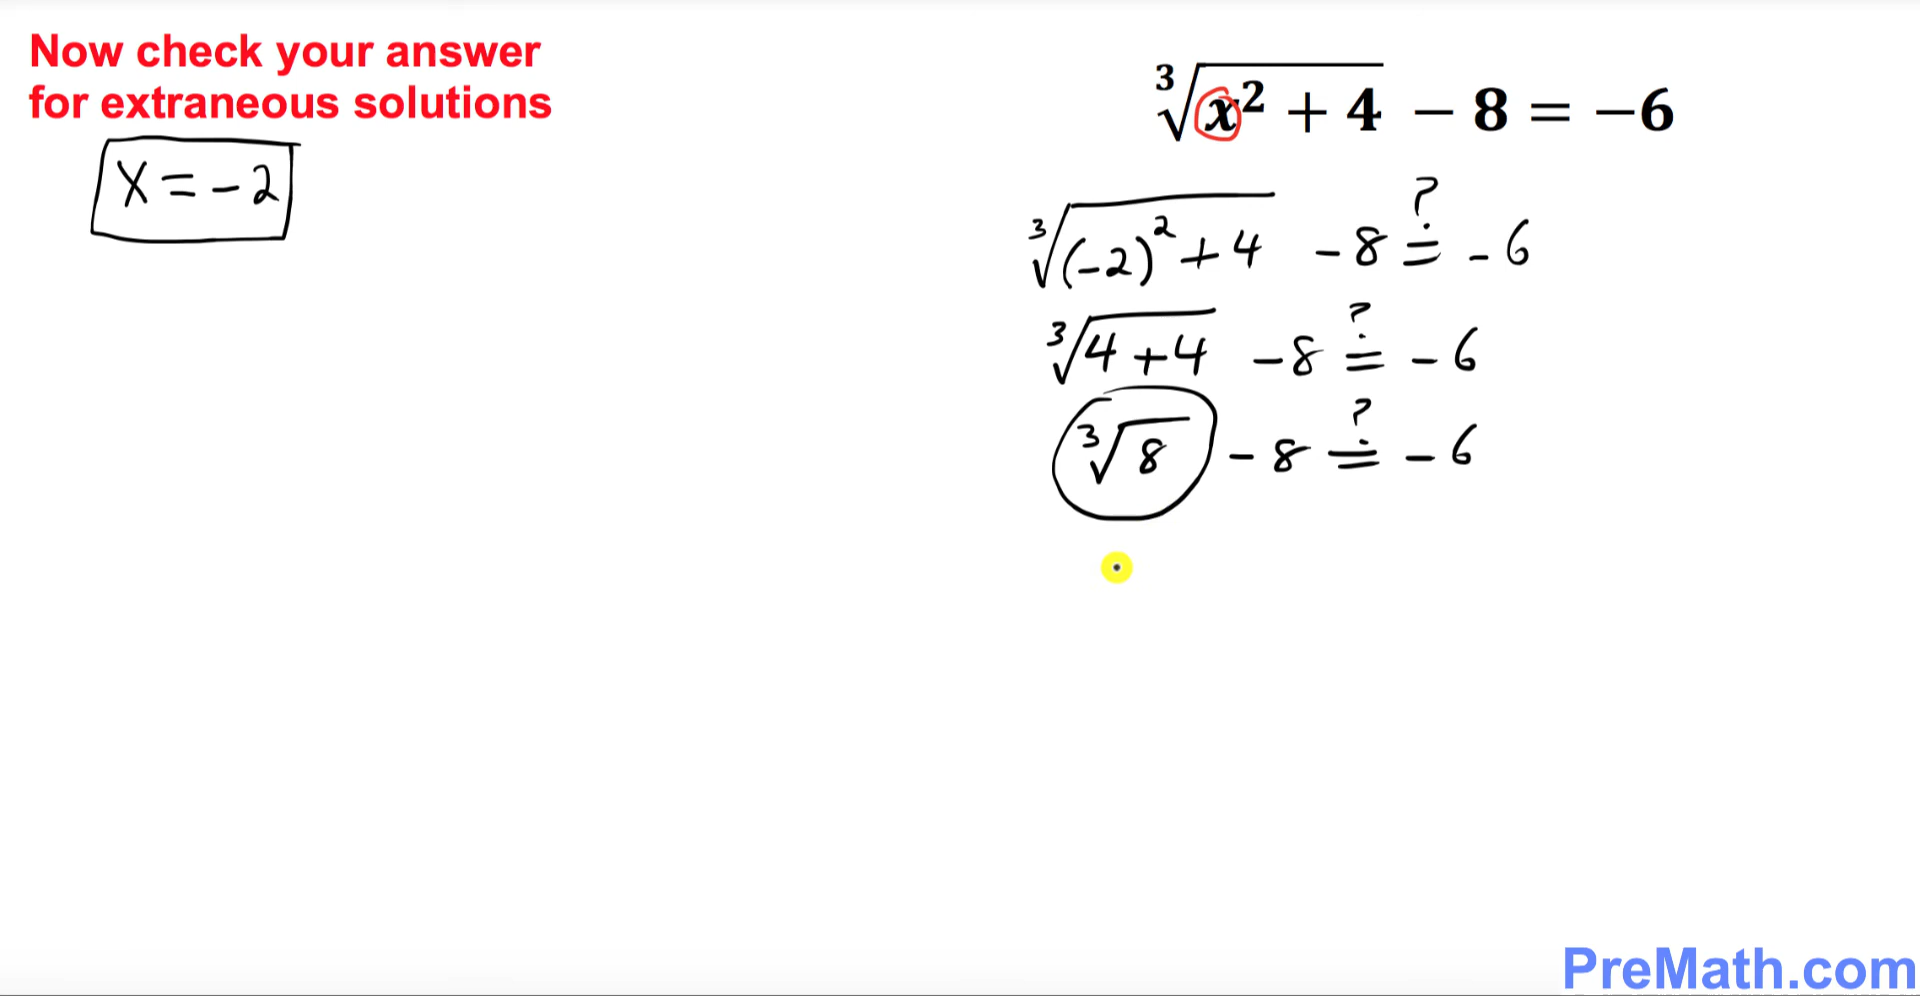 Now check your answer
for extraneous solutions
x = -2
∛(x² + 4) − 8 = −6
∛((-2)² + 4) - 8 ≟ - 6
∛(4 + 4) - 8 ≟ - 6
∛8 - 8 ≟ - 6
PreMath.com